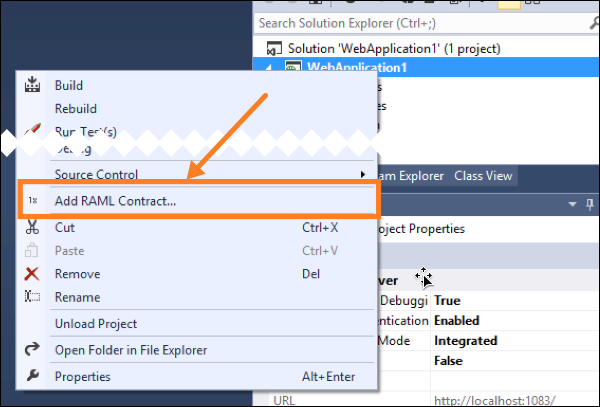 Search Solution Explorer (Ctrl+;)
Solution 'WebApplication1' (1 project)
WebApplication1
Build
Rebuild
Run Test(s)
Debug
Source Control
am Explorer Class View
Add RAML Contract...
Cut Ctrl+X
oject Properties
Paste Ctrl+V
Remove Del
ver
Rename
Debuggi True
Unload Project
entication Enabled
Mode Integrated
Open Folder in File Explorer
False
Properties Alt+Enter
URL http://localhost:1083/